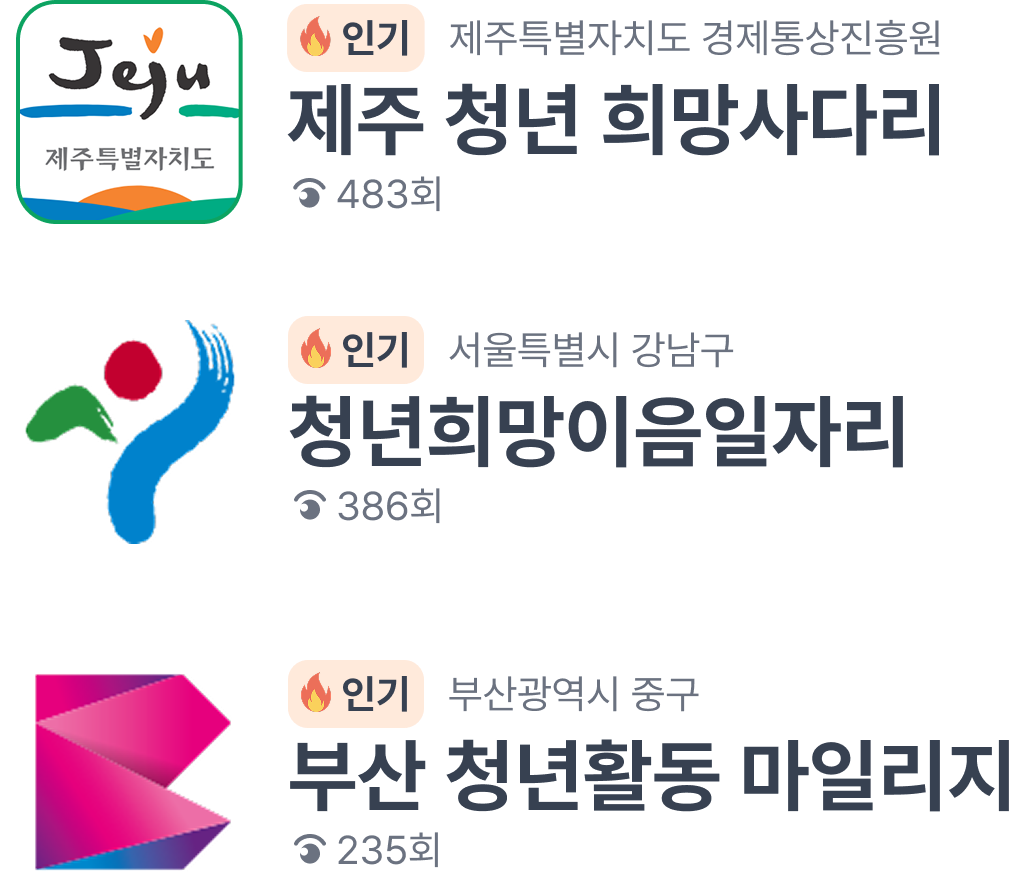 Jeju
제주특별자치도
인기 제주특별자치도 경제통상진흥원
제주 청년 희망사다리
483회
인기 서울특별시 강남구
청년희망이음일자리
386회
인기 부산광역시 중구
부산 청년활동 마일리지
235회